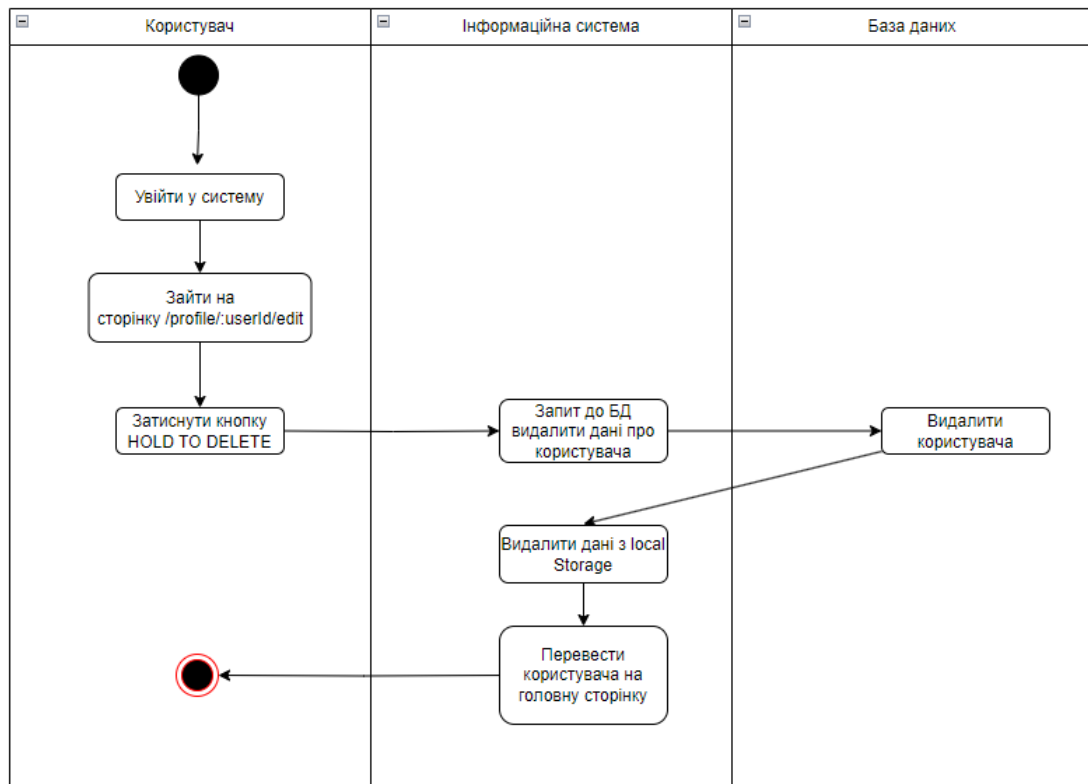 Користувач
Інформаційна система
База даних
Увійти у систему
Зайти на
сторінку /profile/:userId/edit
Затиснути кнопку
HOLD TO DELETE
Запит до БД
видалити дані про
користувача
Видалити
користувача
Видалити дані з local
Storage
Перевести
користувача на
головну сторінку